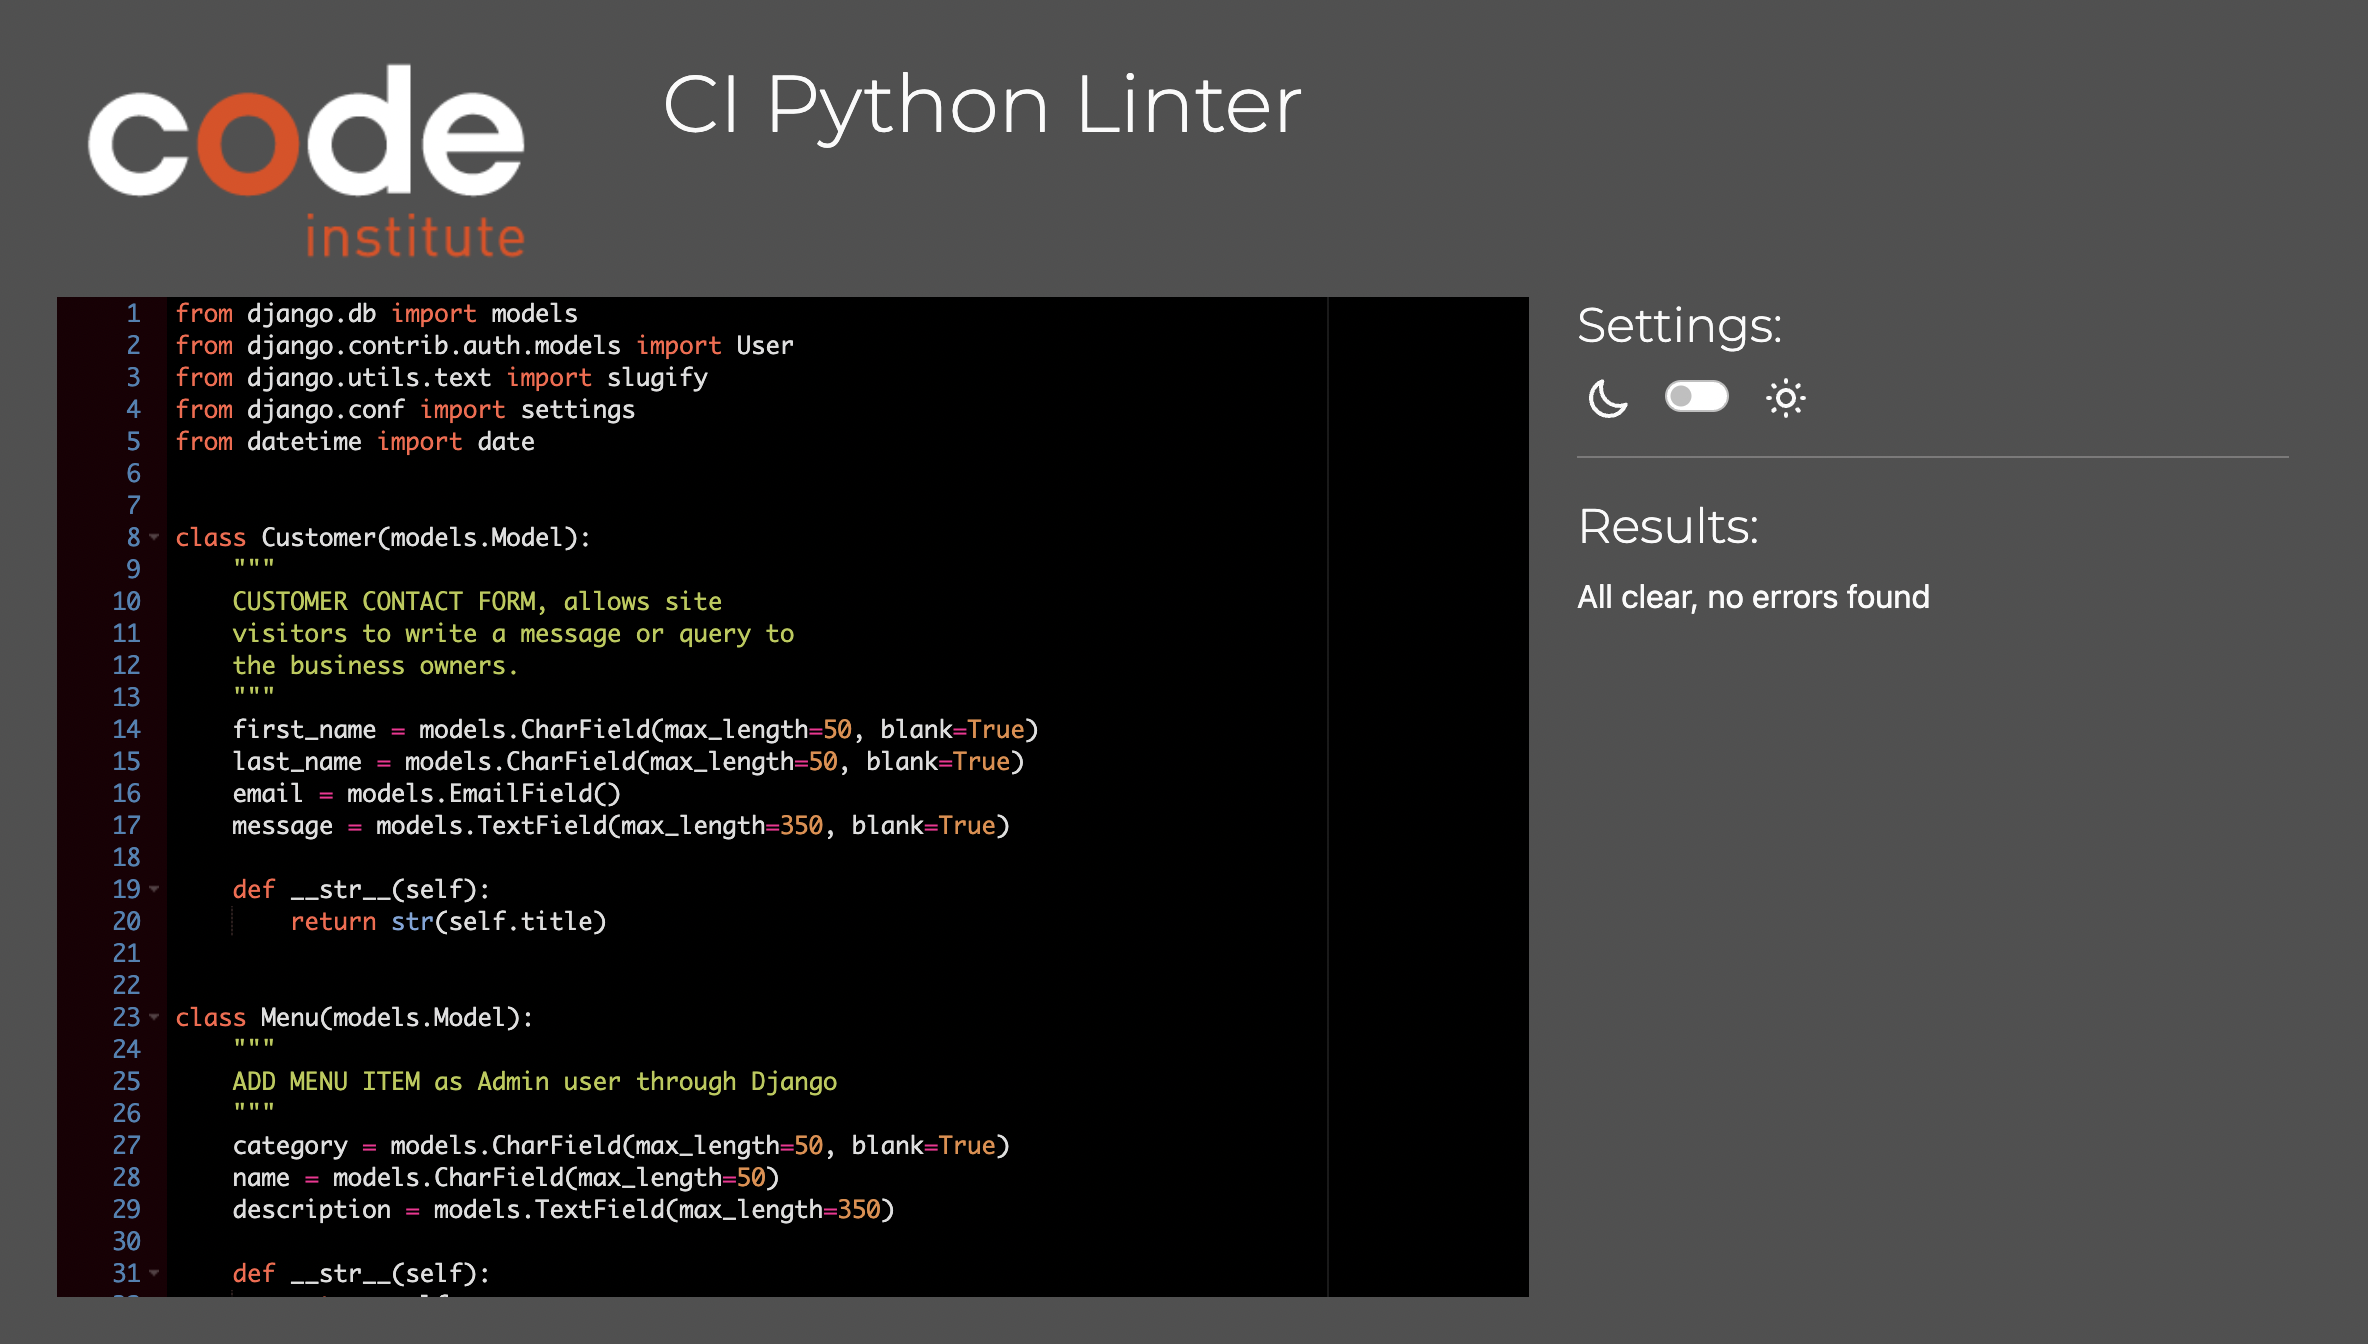 code
institute
CI Python Linter
1 from django.db import models
2 from django.contrib.auth.models import User
3 from django.utils.text import slugify
4 from django.conf import settings
5 from datetime import date
6
7
8 class Customer(models.Model):
9     """
10     CUSTOMER CONTACT FORM, allows site
11     visitors to write a message or query to
12     the business owners.
13     """
14     first_name = models.CharField(max_length=50, blank=True)
15     last_name = models.CharField(max_length=50, blank=True)
16     email = models.EmailField()
17     message = models.TextField(max_length=350, blank=True)
18
19     def __str__(self):
20         return str(self.title)
21
22
23 class Menu(models.Model):
24     """
25     ADD MENU ITEM as Admin user through Django
26     """
27     category = models.CharField(max_length=50, blank=True)
28     name = models.CharField(max_length=50)
29     description = models.TextField(max_length=350)
30
31     def __str__(self):
Settings:
Results:
All clear, no errors found